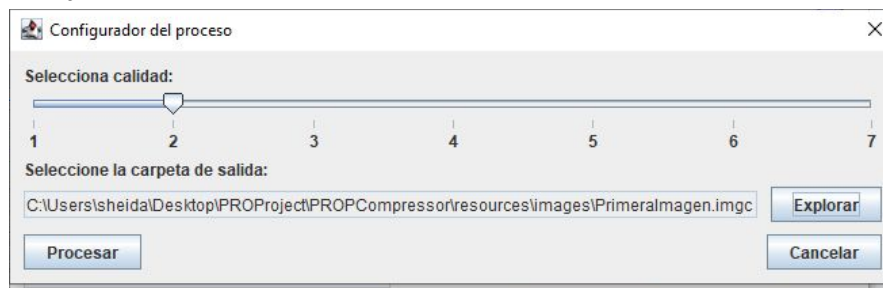 Configurador del proceso
Selecciona calidad:
1 2 3 4 5 6 7
Seleccione la carpeta de salida:
C:\Users\sheida\Desktop\PROProject\PROPCompressor\resources\images\PrimeraImagen.imgc Explorar
Procesar Cancelar